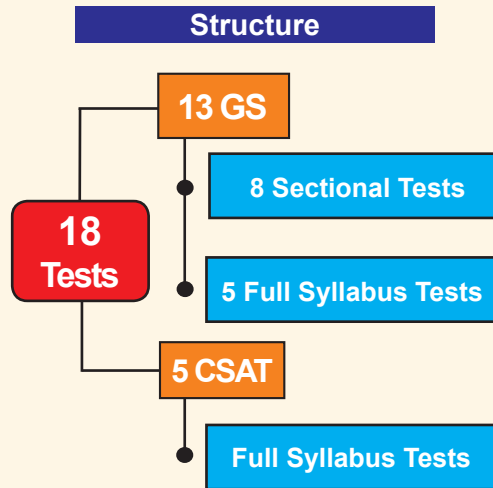 Structure
13 GS
8 Sectional Tests
18
Tests
5 Full Syllabus Tests
5 CSAT
Full Syllabus Tests